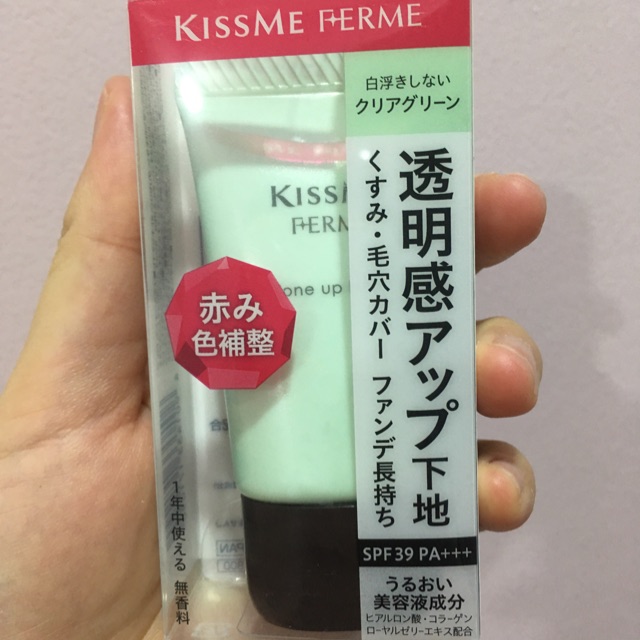 KISSME FERME
白浮きしない
クリアグリーン
透明感アップ下地
くすみ・毛穴カバー ファンデ長持ち
KISSM
FERM
one up
赤み
色補整
1年中使える 無香料
SPF39 PA+++
うるおい
美容液成分
ヒアルロン酸・コラーゲン
ローヤルゼリーエキス配合